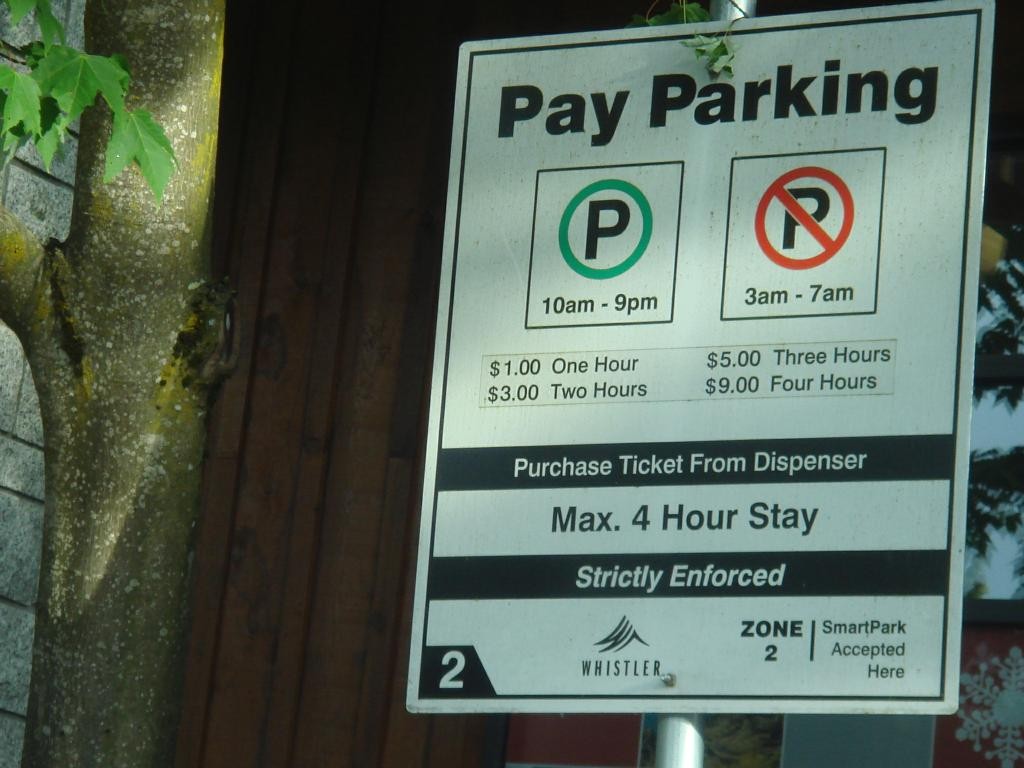 Pay Parking
P P
10am - 9pm 3am - 7am
$1.00 One Hour $5.00 Three Hours
$3.00 Two Hours $9.00 Four Hours
Purchase Ticket From Dispenser
Max. 4 Hour Stay
Strictly Enforced
2
WHISTLER
ZONE
2
SmartPark
Accepted
Here